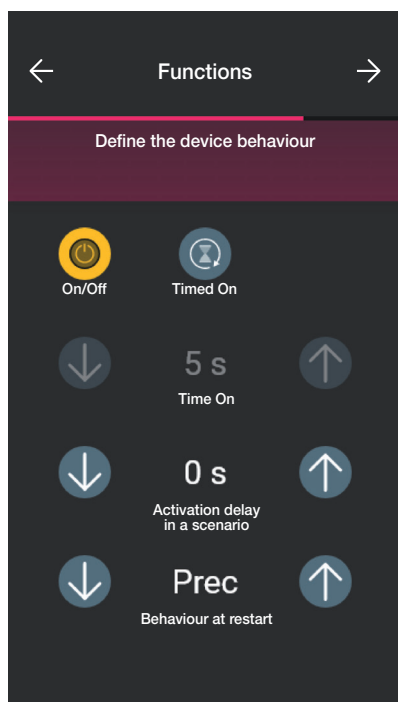 Functions
Define the device behaviour
On/Off
Timed On
5 s
Time On
0 s
Activation delay
in a scenario
Prec
Behaviour at restart